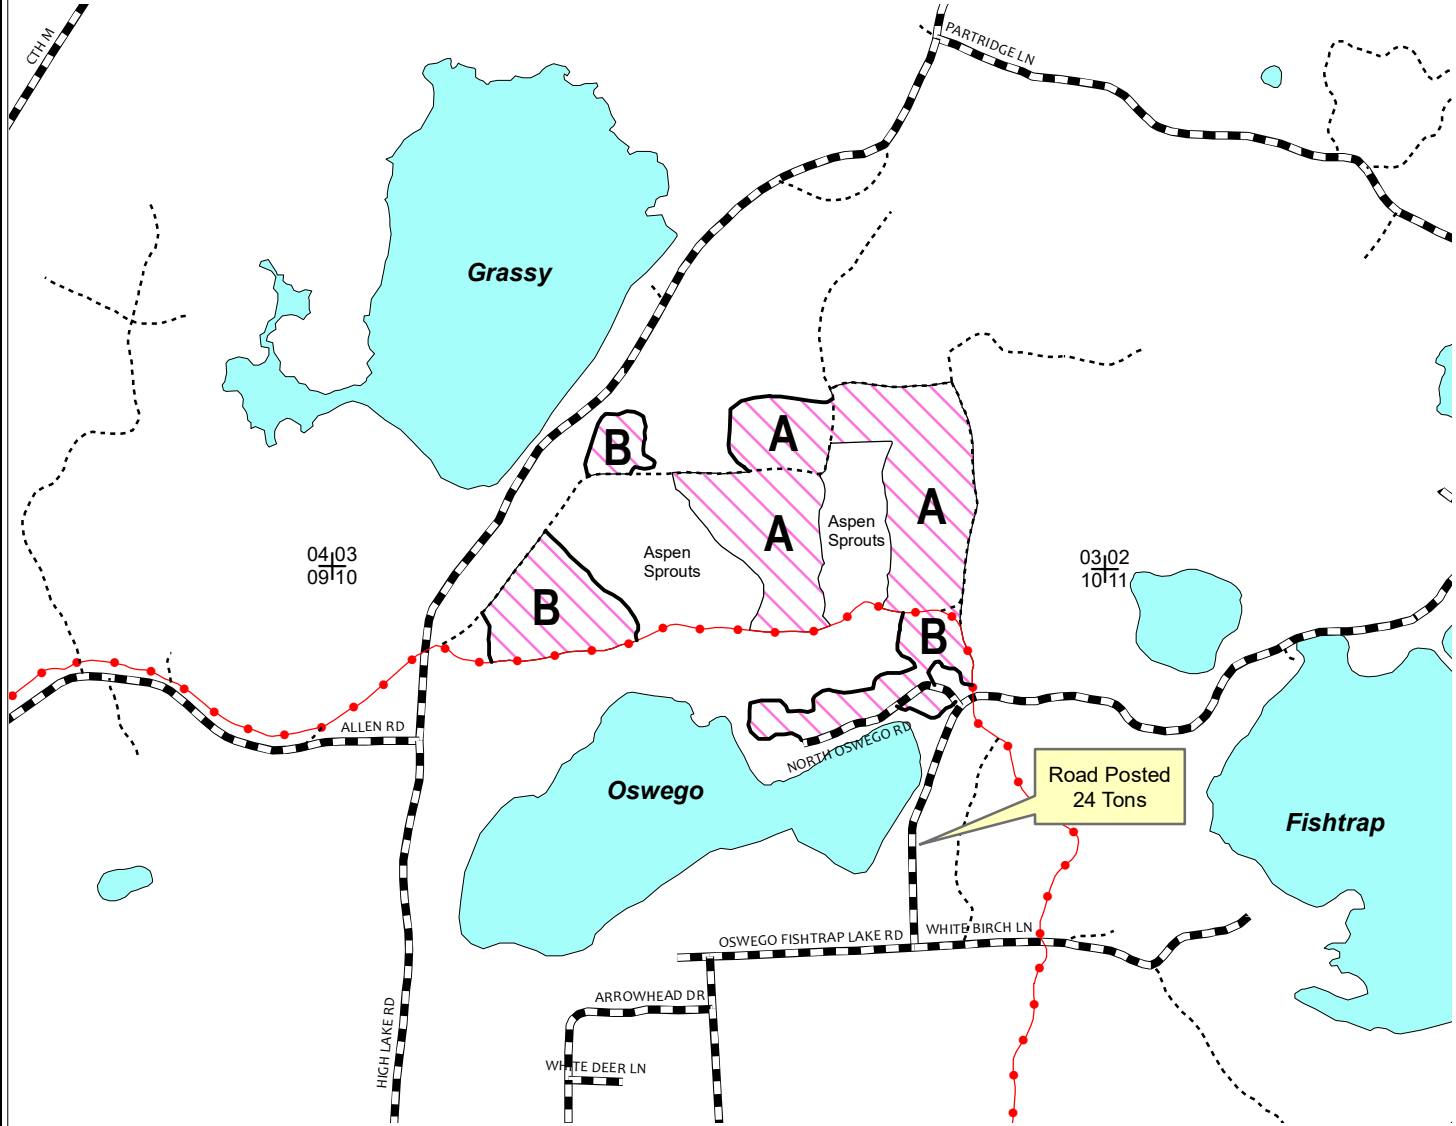 CTH M
PARTRIDGE LN
Grassy
A
B
A
A
Aspen
Sprouts
Aspen
Sprouts
04 03
09 10
03 02
10 11
B
B
ALLEN RD
NORTH OSWEGO RD
Oswego
Road Posted
24 Tons
Fishtrap
OSWEGO FISHTRAP LAKE RD
WHITE BIRCH LN
ARROWHEAD DR
HIGH LAKE RD
WHITE DEER LN